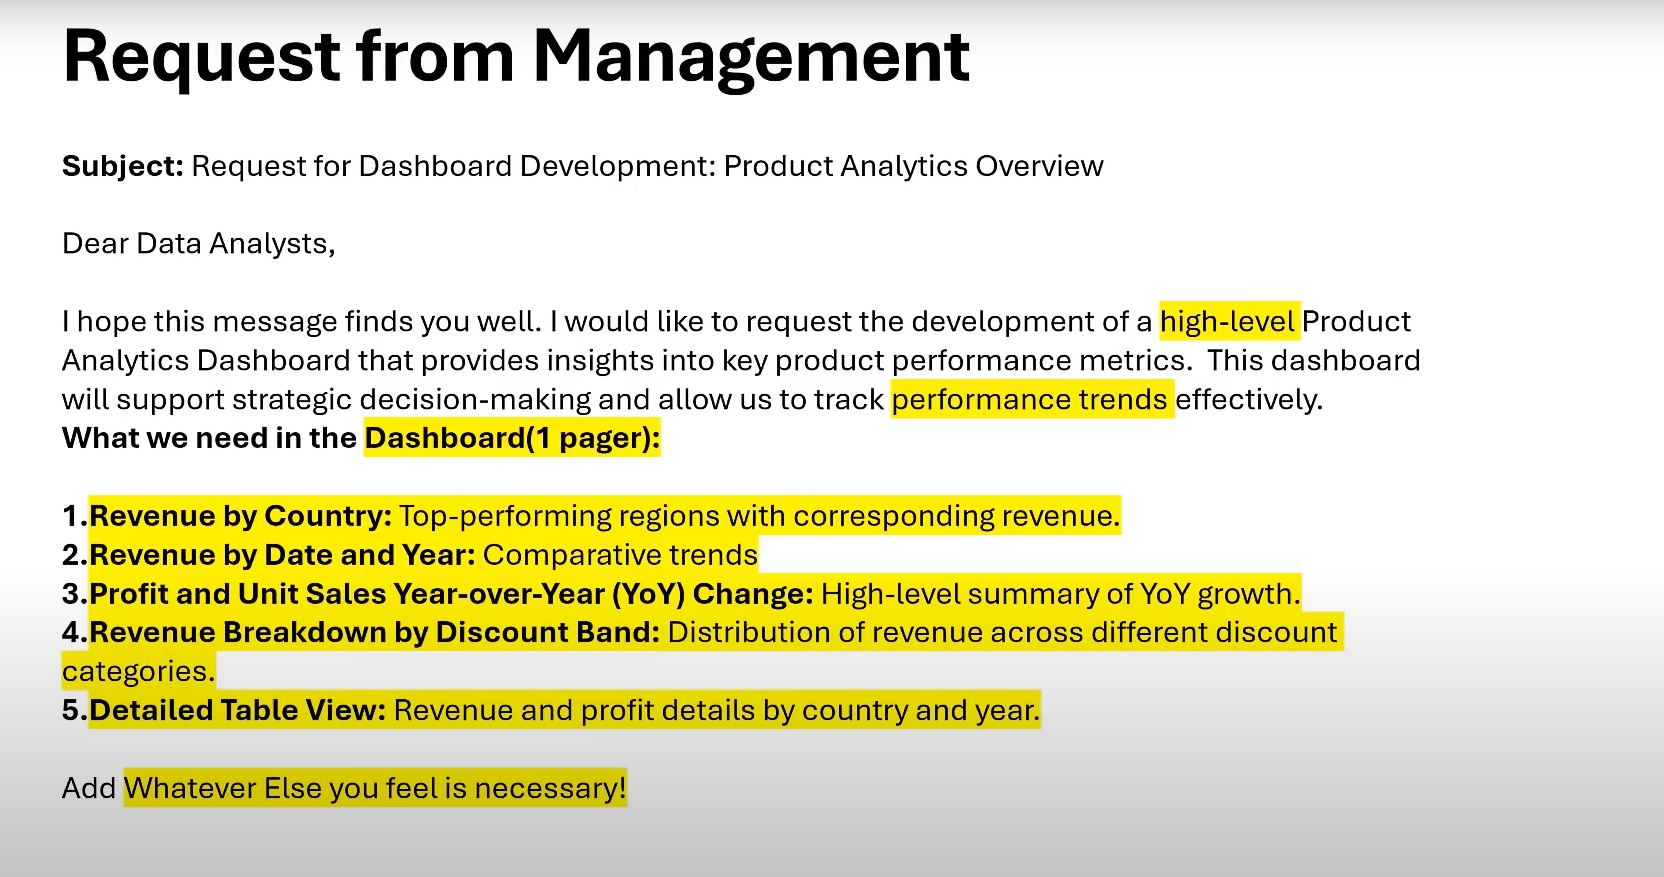 Request from Management
Subject: Request for Dashboard Development: Product Analytics Overview
Dear Data Analysts,
I hope this message finds you well. I would like to request the development of a high-level Product
Analytics Dashboard that provides insights into key product performance metrics.  This dashboard
will support strategic decision-making and allow us to track performance trends effectively.
What we need in the Dashboard(1 pager):
1.Revenue by Country: Top-performing regions with corresponding revenue.
2.Revenue by Date and Year: Comparative trends
3.Profit and Unit Sales Year-over-Year (YoY) Change: High-level summary of YoY growth.
4.Revenue Breakdown by Discount Band: Distribution of revenue across different discount
categories.
5.Detailed Table View: Revenue and profit details by country and year.
Add Whatever Else you feel is necessary!